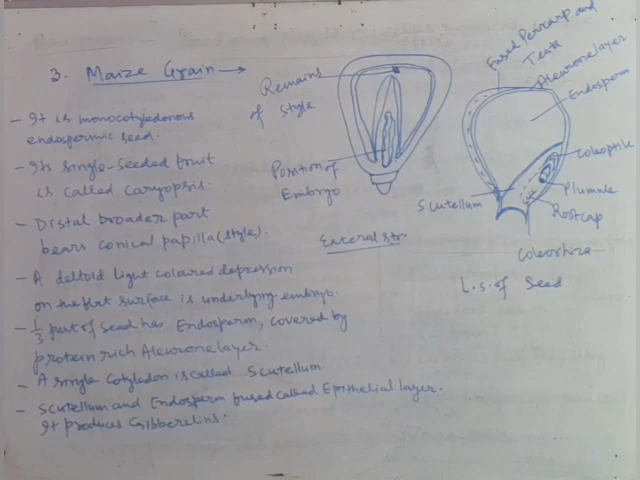 3. Maize Grain →
- It is monocotyledonous
endospermic seed.
- Its single-seeded fruit
is called caryopsis.
- Distal broader part
bears conical papilla (style).
- A deltoid light coloured depression
on the flat surface is underlying embryo.
- 1/3 part of seed has Endosperm, covered by
protein rich Aleurone layer.
- A single cotyledon is called Scutellum
- Scutellum and Endosperm fused called Epithelial layer.
It produces Gibberelins.
Remains
of Style
Position of
Embryo
External str
Fused Pericarp and
Testa
Aleurone layer
Endosperm
Coleoptile
Plumule
Rootcap
Scutellum
Coleorhize
L.S. of Seed